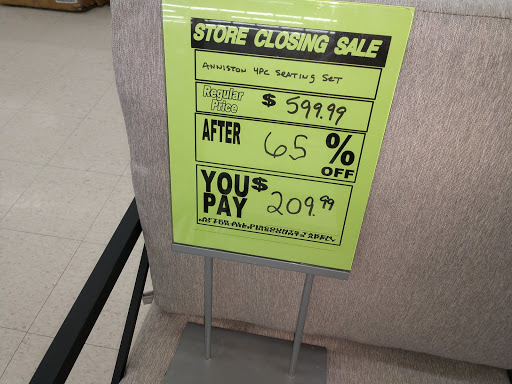 STORE CLOSING SALE
ANNISTON 4PC SEATING SET
Regular Price $ 599.99
AFTER 65 % OFF
YOU PAY $ 209.99